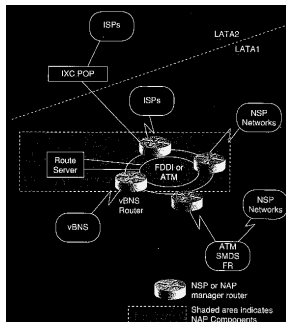 ISPs
LATA2
LATA1
IXC POP
ISPs
NSP
Networks
Route
Server
FDDI or
ATM
vBNS
Router
vBNS
NSP
Networks
ATM
SMDS
FR
NSP or NAP
manager router
Shaded area indicates
NAP Components